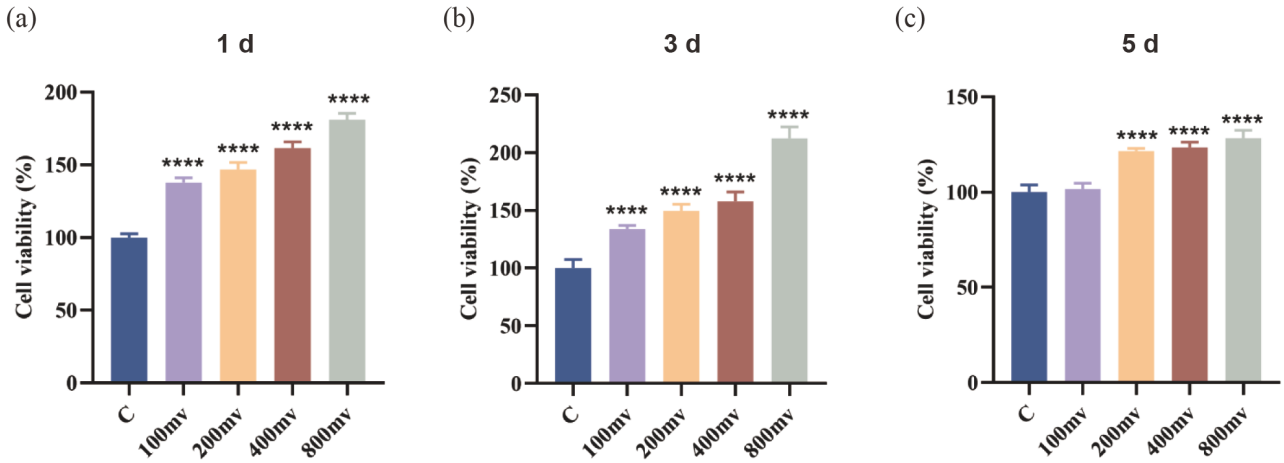 (a)
1 d
Cell viability (%)
200
150
100
50
0
****
****
****
****
C
100mv
200mv
400mv
800mv
(b)
3 d
Cell viability (%)
250
200
150
100
50
0
****
****
****
****
C
100mv
200mv
400mv
800mv
(c)
5 d
Cell viability (%)
150
100
50
0
****
****
****
C
100mv
200mv
400mv
800mv